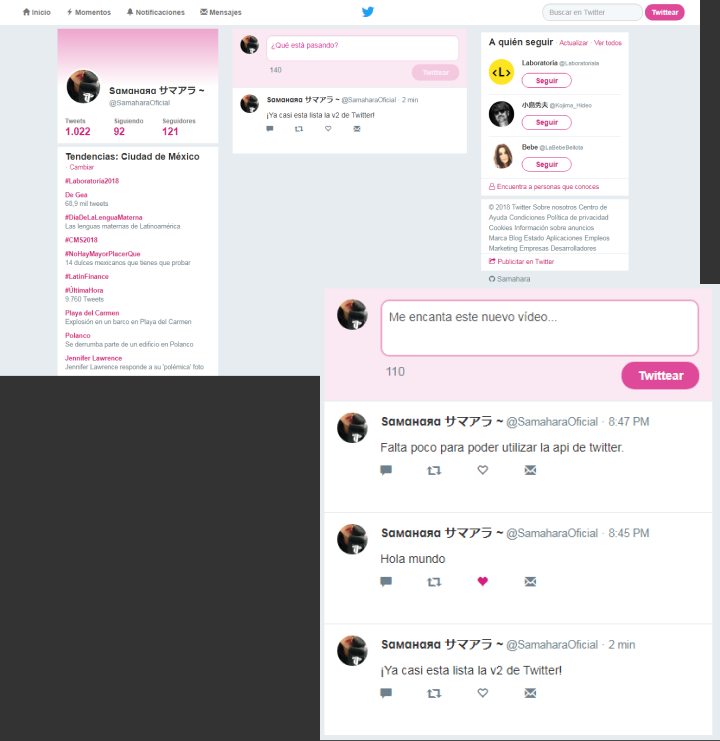 Inicio Momentos Notificaciones Mensajes
Buscar en Twitter
Twittear
Sαмαнαяα サマアラ ~
@SamaharaOficial
Tweets Siguiendo Seguidores
1.022 92 121
Tendencias: Ciudad de México
· Cambiar
#Laboratoria2018
De Gea
68,9 mil tweets
#DíaDeLaLenguaMaterna
Las lenguas maternas de Latinoamérica
#CMS2018
#NoHayMayorPlacerQue
14 dulces mexicanos que tienes que probar
#LatinFinance
#ÚltimaHora
9.760 Tweets
Playa del Carmen
Explosión en un barco en Playa del Carmen
Polanco
Se derrumba parte de un edificio en Polanco
Jennifer Lawrence
Jennifer Lawrence responde a su 'polémica' foto
¿Qué está pasando?
140
Twittear
Sαмαнαяα サマアラ ~ @SamaharaOficial · 2 min
¡Ya casi esta lista la v2 de Twitter!
A quién seguir · Actualizar · Ver todos
<L>
Laboratoria @Laboratoriala
Seguir
小島秀夫 @Kojima_Hideo
Seguir
Bebe @LaBebeBellota
Seguir
Encuentra a personas que conoces
© 2018 Twitter Sobre nosotros Centro de
Ayuda Condiciones Política de privacidad
Cookies Información sobre anuncios
Marca Blog Estado Aplicaciones Empleos
Marketing Empresas Desarrolladores
Publicitar en Twitter
Samahara
Me encanta este nuevo vídeo...
110
Twittear
Sαмαнαяα サマアラ ~ @SamaharaOficial · 8:47 PM
Falta poco para poder utilizar la api de twitter.
Sαмαнαяα サマアラ ~ @SamaharaOficial · 8:45 PM
Hola mundo
Sαмαнαяα サマアラ ~ @SamaharaOficial · 2 min
¡Ya casi esta lista la v2 de Twitter!